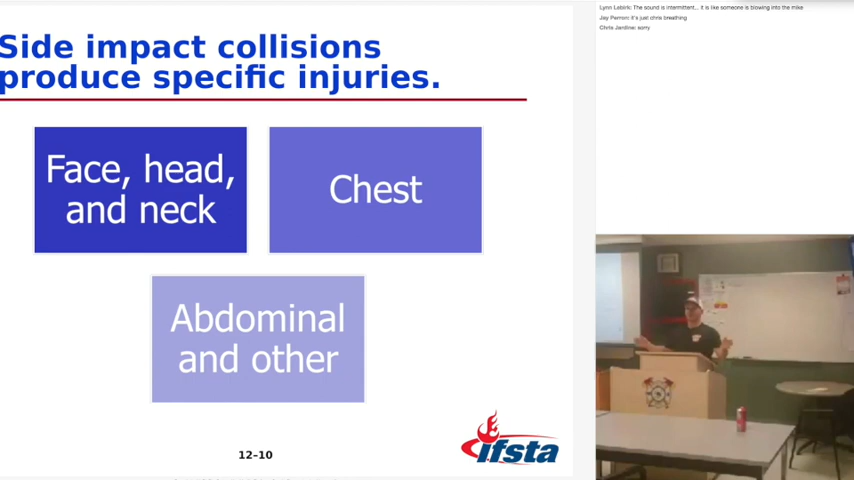 Side impact collisions
produce specific injuries.
Face, head,
and neck
Chest
Abdominal
and other
12–10
ifsta
Lynn Labirk: The sound is intermittent... it is like someone is blowing into the mike
Jay Perron: it's just chris breathing
Chris Jardine: sorry